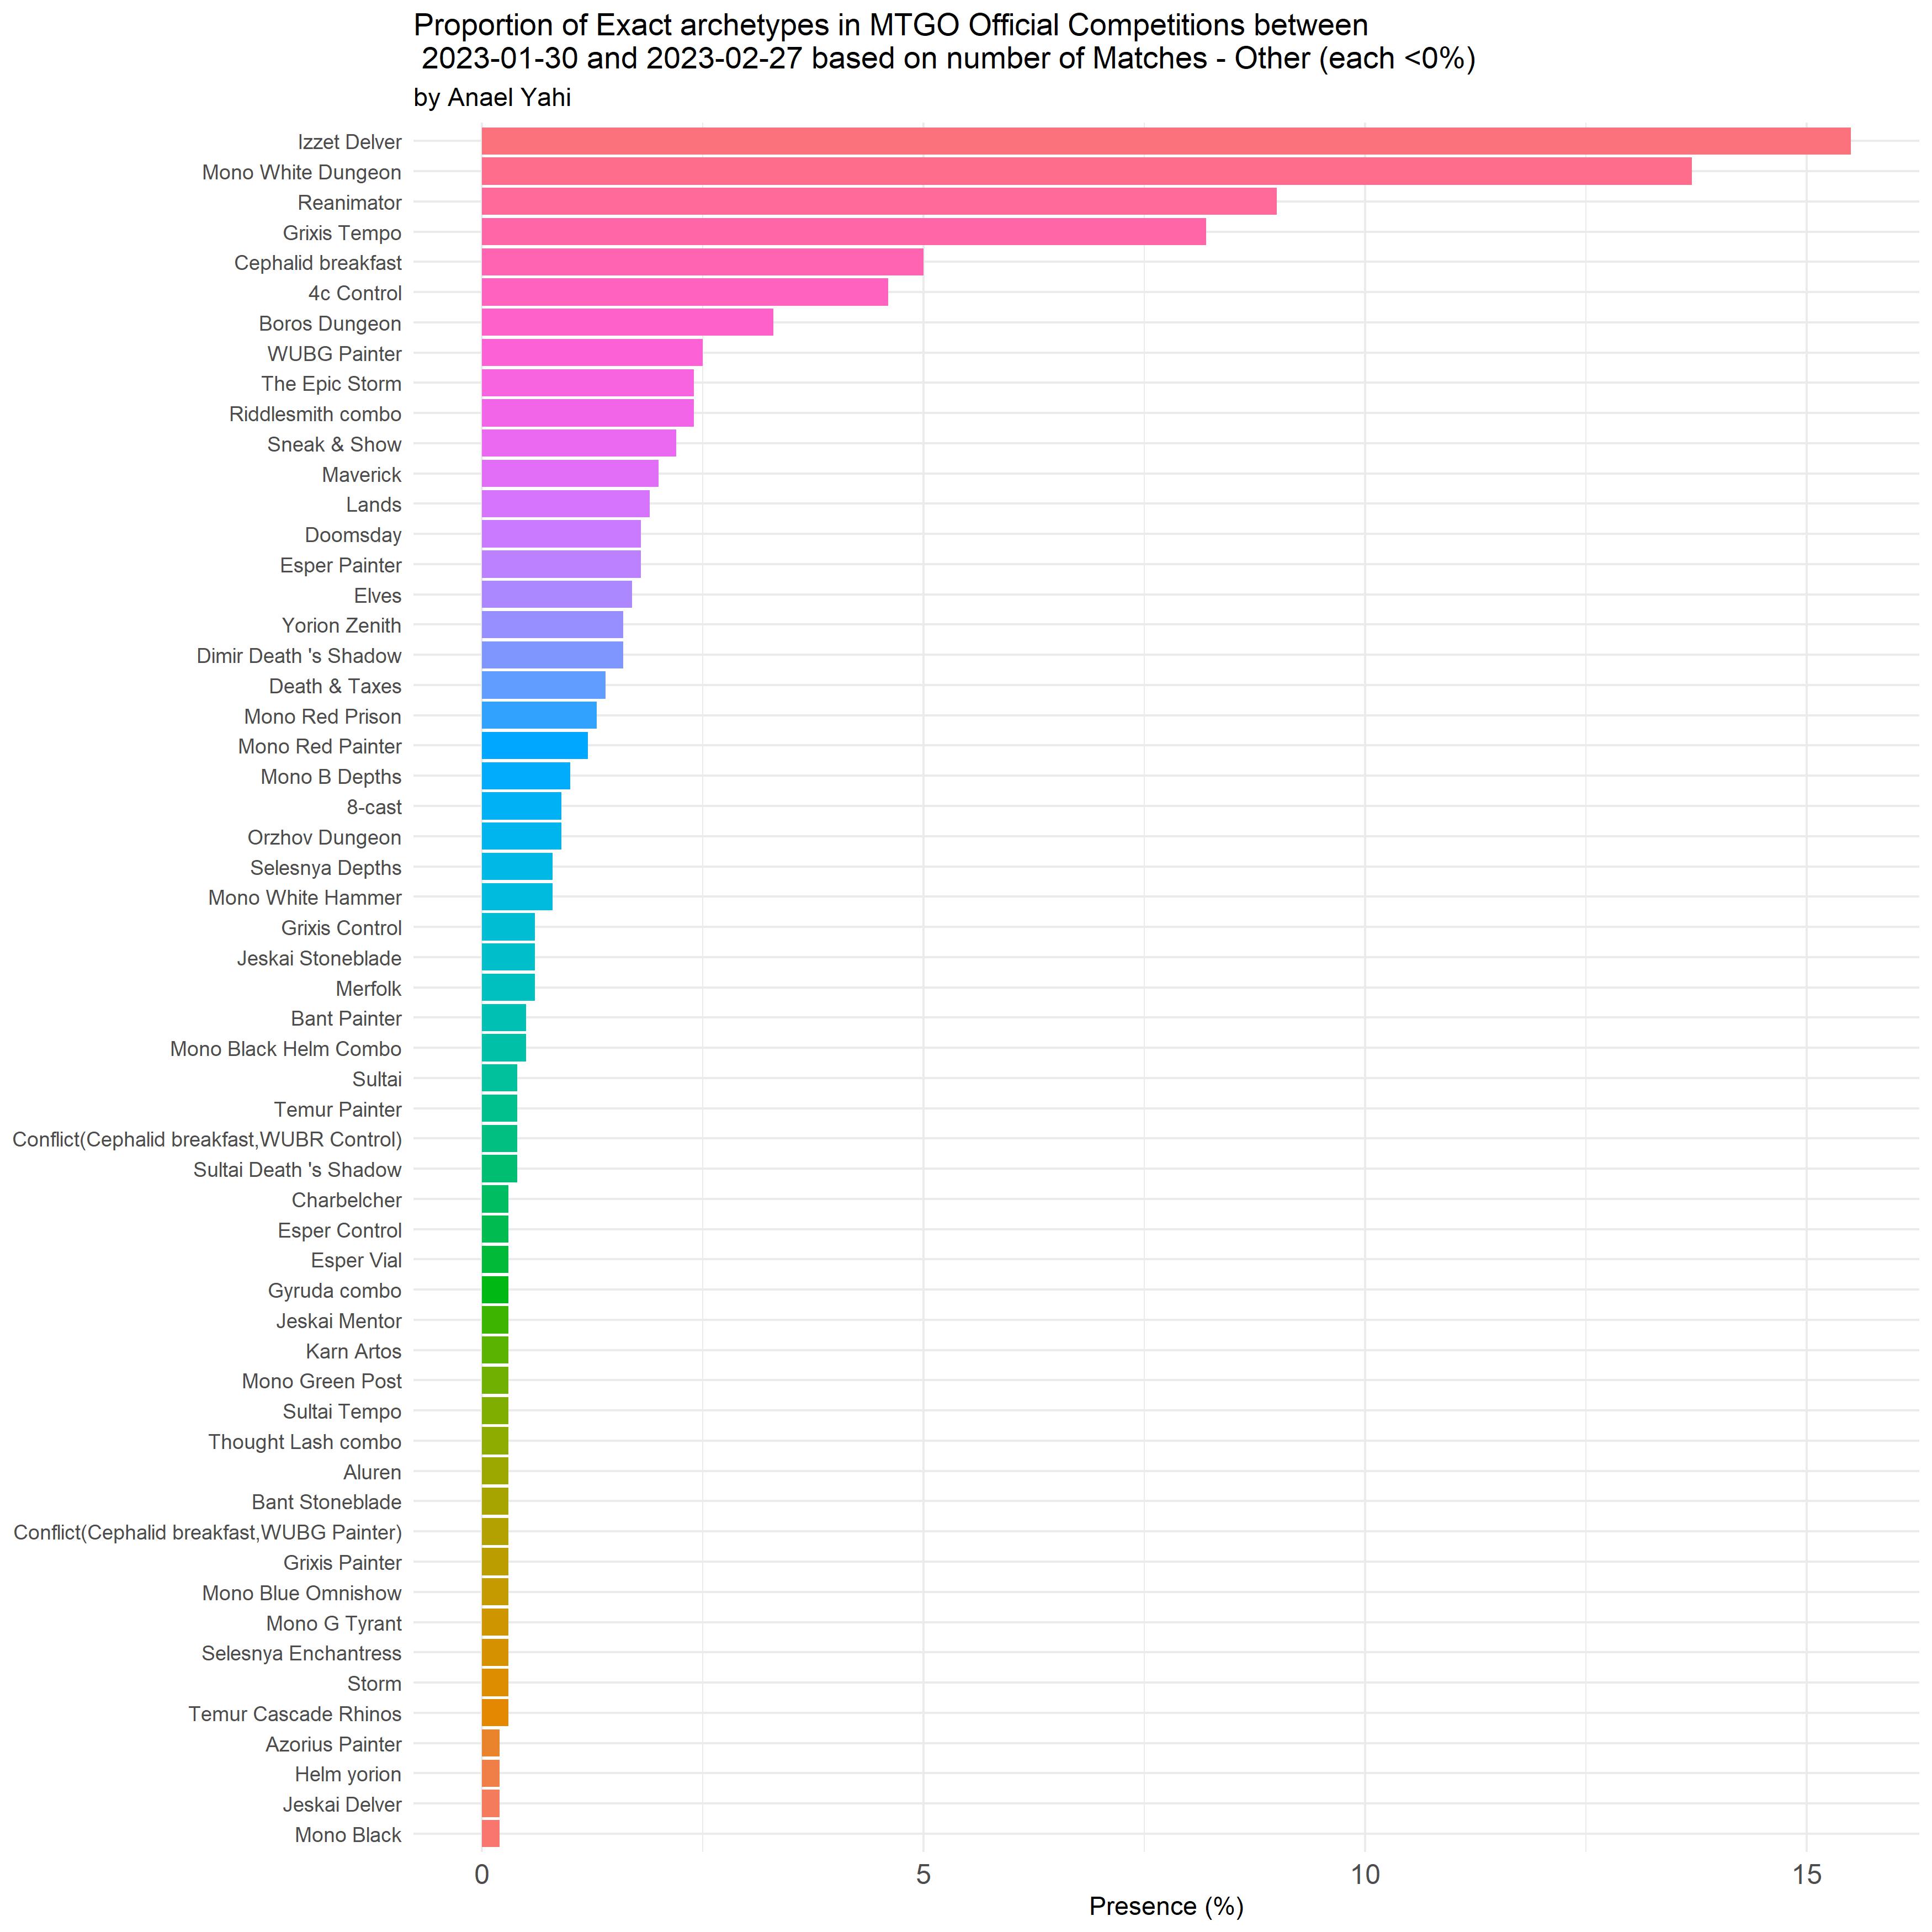 Proportion of Exact archetypes in MTGO Official Competitions between
2023-01-30 and 2023-02-27 based on number of Matches - Other (each <0%)
by Anael Yahi
Izzet Delver
Mono White Dungeon
Reanimator
Grixis Tempo
Cephalid breakfast
4c Control
Boros Dungeon
WUBG Painter
The Epic Storm
Riddlesmith combo
Sneak & Show
Maverick
Lands
Doomsday
Esper Painter
Elves
Yorion Zenith
Dimir Death 's Shadow
Death & Taxes
Mono Red Prison
Mono Red Painter
Mono B Depths
8-cast
Orzhov Dungeon
Selesnya Depths
Mono White Hammer
Grixis Control
Jeskai Stoneblade
Merfolk
Bant Painter
Mono Black Helm Combo
Sultai
Temur Painter
Conflict(Cephalid breakfast,WUBR Control)
Sultai Death 's Shadow
Charbelcher
Esper Control
Esper Vial
Gyruda combo
Jeskai Mentor
Karn Artos
Mono Green Post
Sultai Tempo
Thought Lash combo
Aluren
Bant Stoneblade
Conflict(Cephalid breakfast,WUBG Painter)
Grixis Painter
Mono Blue Omnishow
Mono G Tyrant
Selesnya Enchantress
Storm
Temur Cascade Rhinos
Azorius Painter
Helm yorion
Jeskai Delver
Mono Black
0 5 10 15
Presence (%)